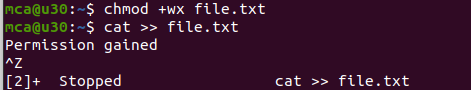 mca@u30:~$ chmod +wx file.txt
mca@u30:~$ cat >> file.txt
Permission gained
^Z
[2]+  Stopped                 cat >> file.txt